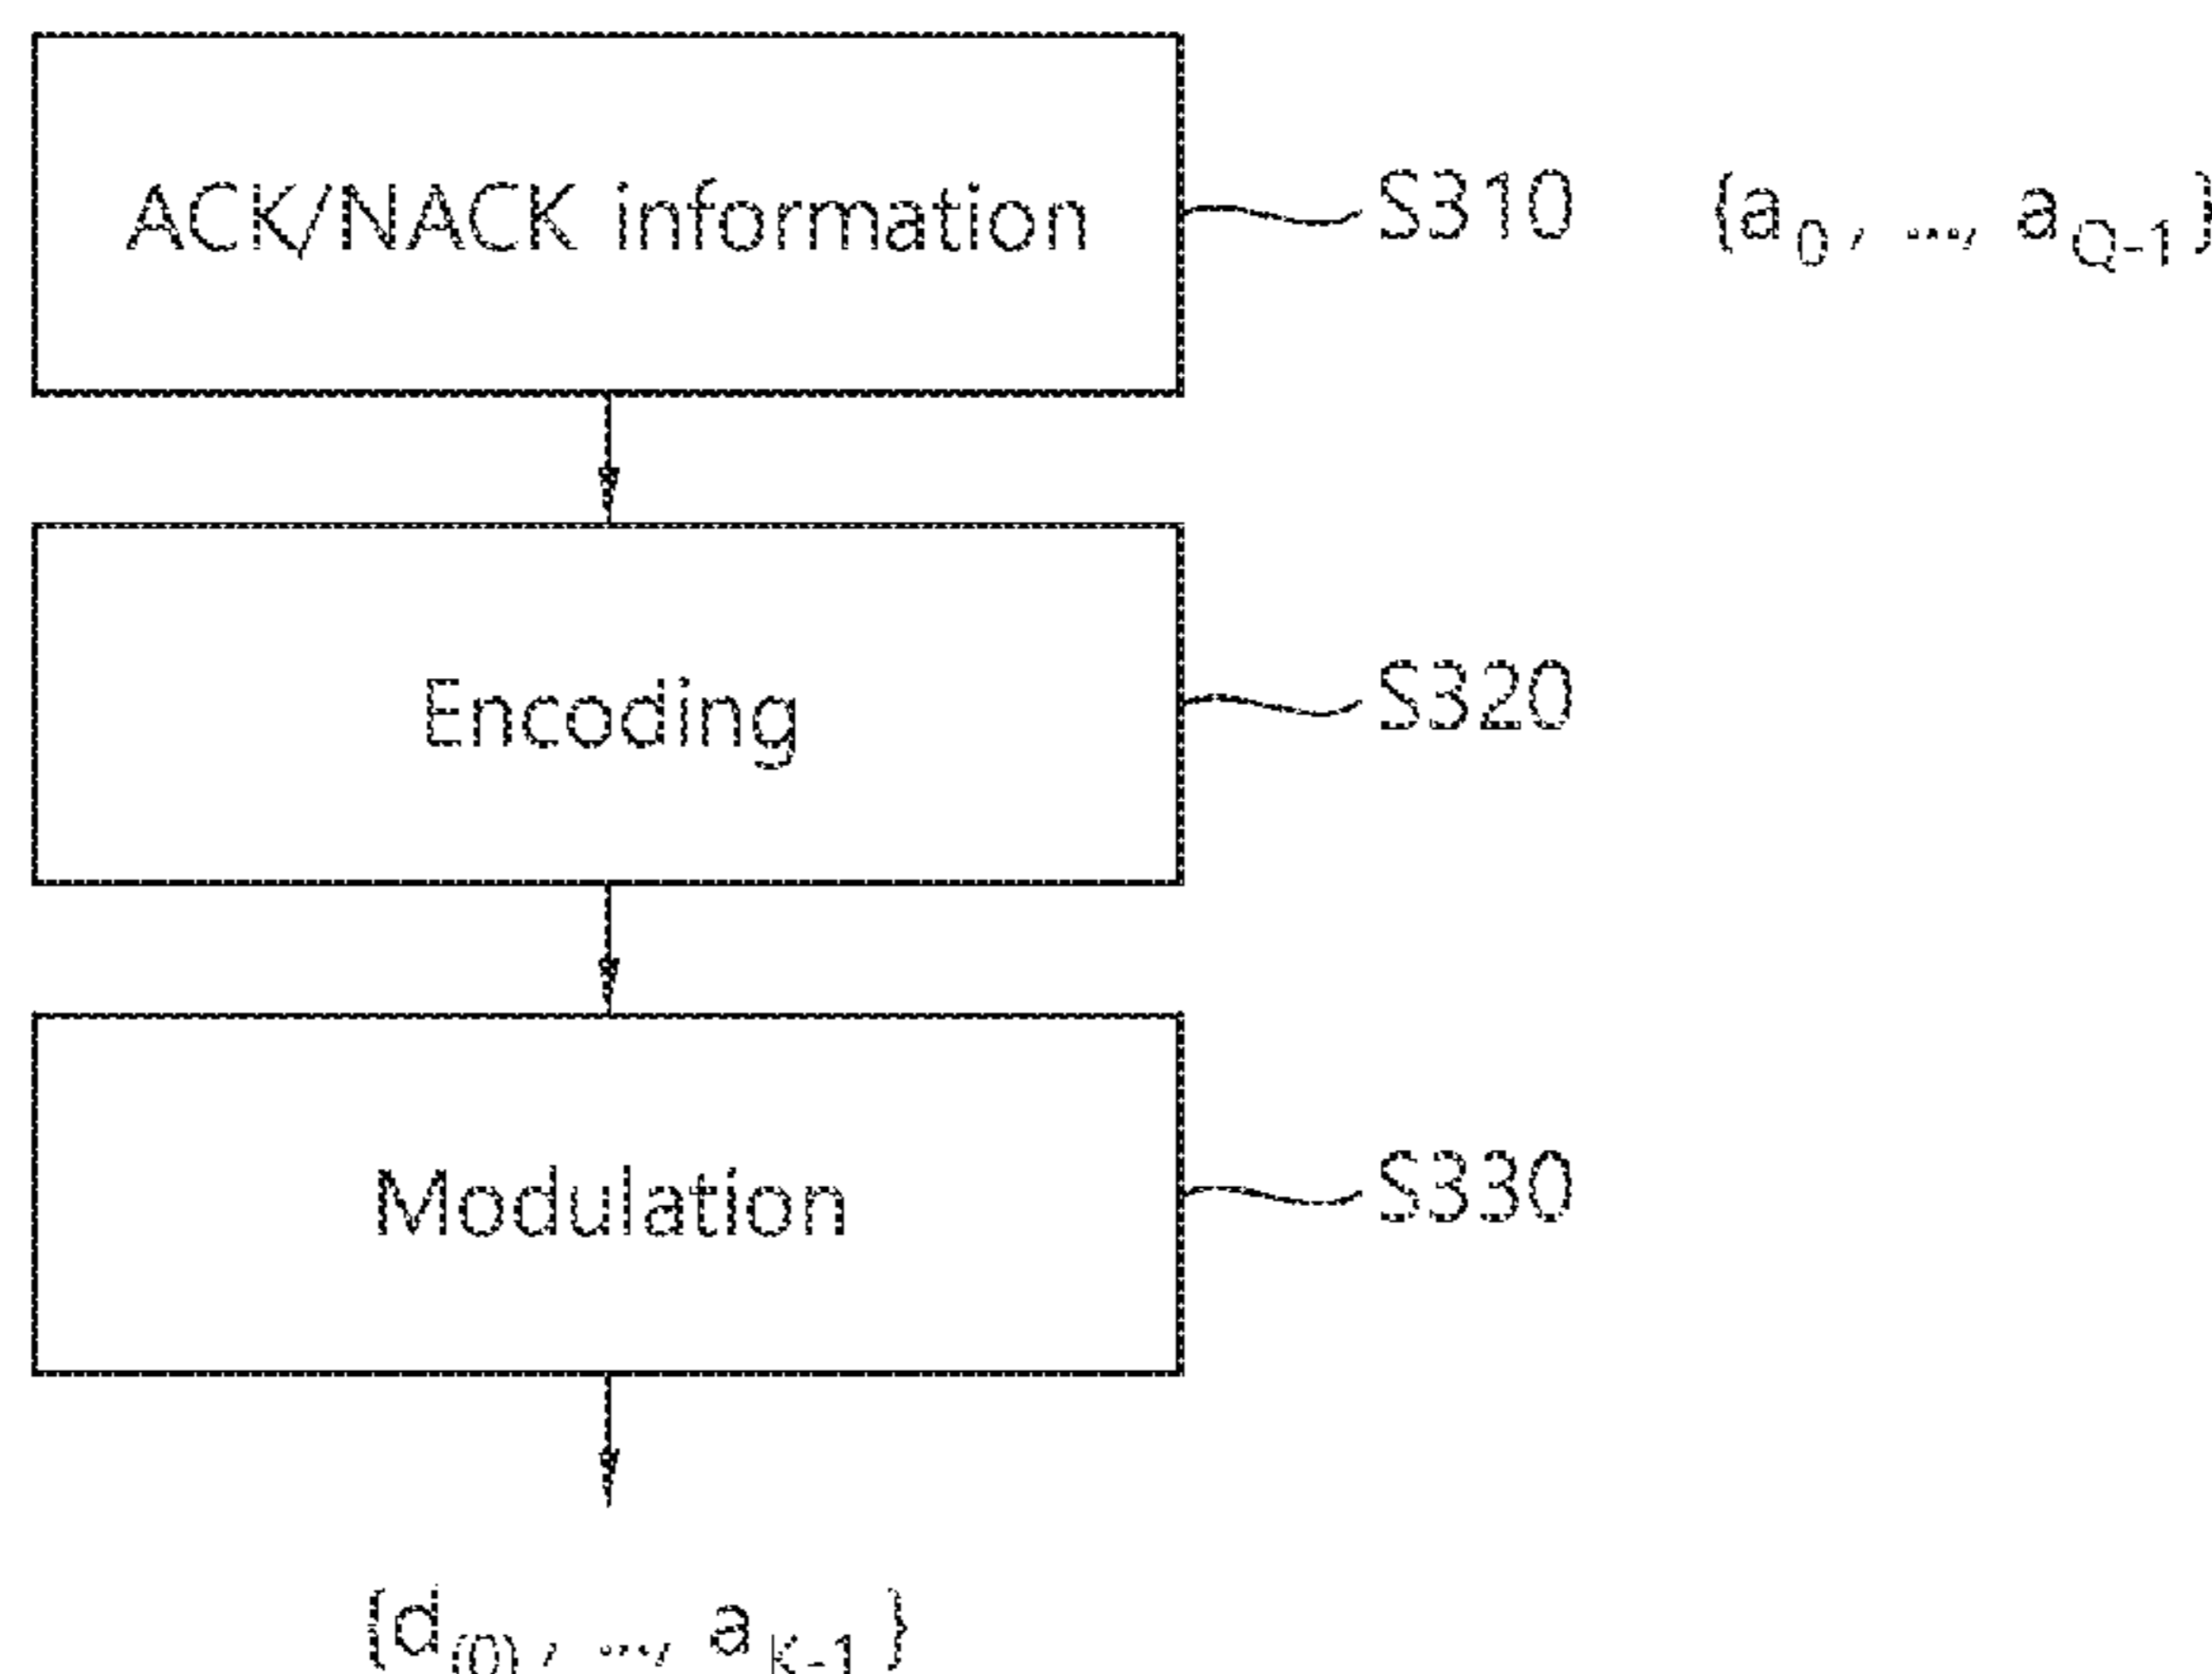 ACK/NACK information S310 {a0, ..., aQ-1}
Encoding S320
Modulation S330
{d(0), ..., aK-1}